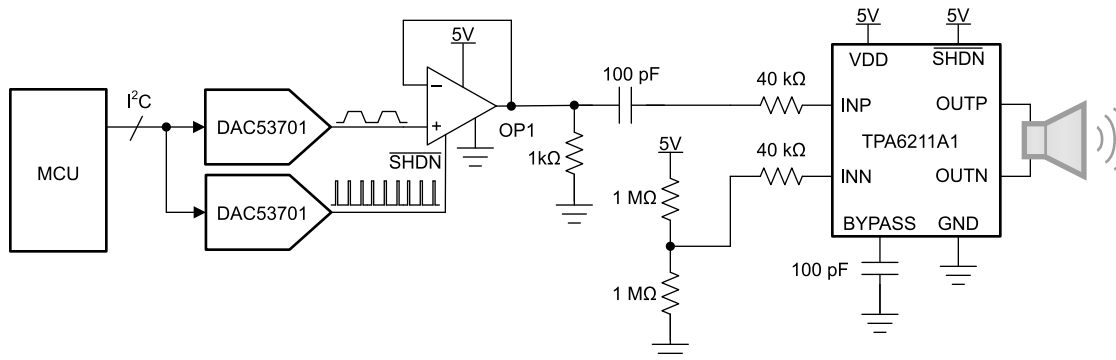 MCU
I²C
DAC53701
DAC53701
5V
−
+
SHDN
OP1
1kΩ
100 pF
5V
1 MΩ
1 MΩ
40 kΩ
40 kΩ
5V
5V
VDD
SHDN
INP
OUTP
TPA6211A1
INN
OUTN
BYPASS
GND
100 pF